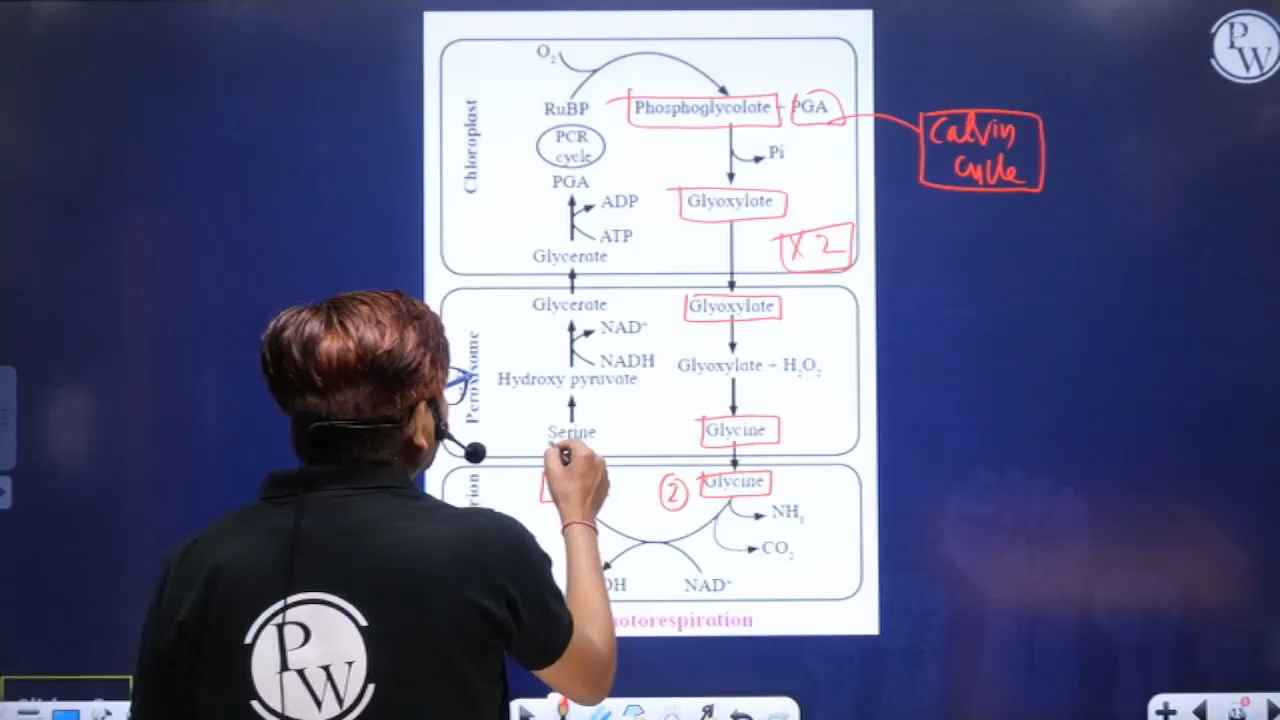 P W
O₂
RuBP
Phosphoglycolate + PGA
Calvin
cycle
Chloroplast
PCR
cycle
Pi
PGA
ADP
Glyoxylate
ATP
X 2
Glycerate
Glycerate
Glyoxylate
NAD⁺
Peroxisome
NADH
Glyoxylate + H₂O₂
Hydroxy pyruvate
Serine
Glycine
2
Glycine
NH₃
CO₂
NAD⁺
P W